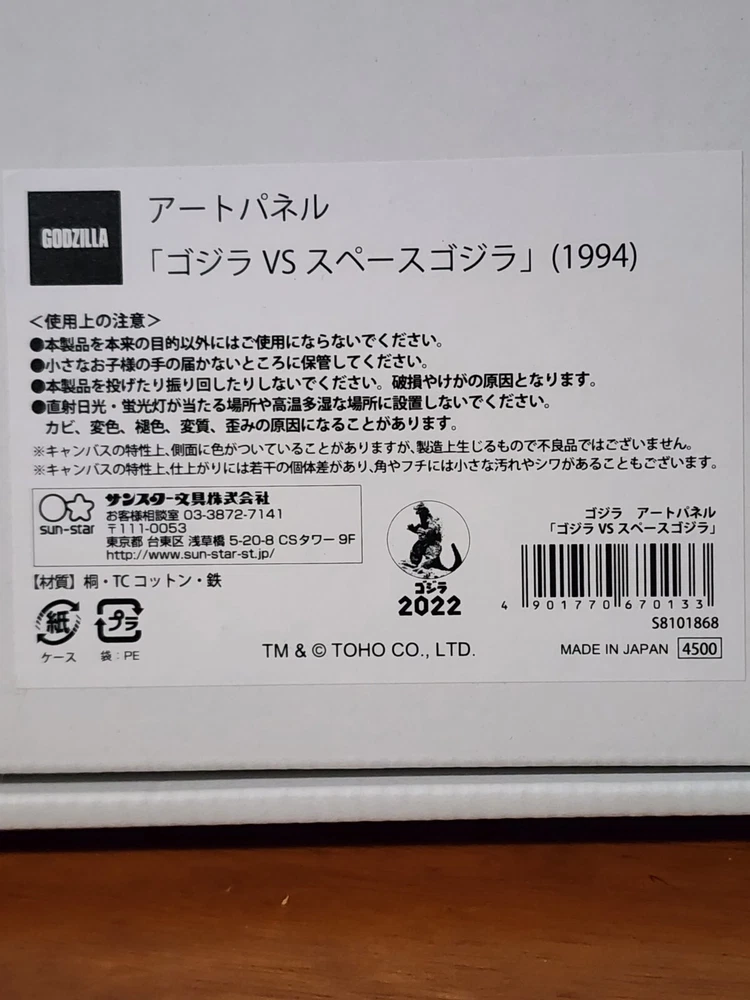 GODZILLA
アートパネル
「ゴジラ VS スペースゴジラ」(1994)
＜使用上の注意＞
●本製品を本来の目的以外にはご使用にならないでください。
●小さなお子様の手の届かないところに保管してください。
●本製品を投げたり振り回したりしないでください。破損やけがの原因となります。
●直射日光・蛍光灯が当たる場所や高温多湿な場所に設置しないでください。
カビ、変色、褪色、変質、歪みの原因になることがあります。
※キャンバスの特性上、側面に色がついていることがありますが、製造上生じるもので不良品ではございません。
※キャンバスの特性上、仕上がりには若干の個体差があり、角やフチには小さな汚れやシワがあることもございます。
sun-star
サンスター文具株式会社
お客様相談室 03-3872-7141
〒111-0053
東京都 台東区 浅草橋 5-20-8 CSタワー 9F
http://www.sun-star-st.jp/
【材質】桐・TCコットン・鉄
紙
ケース
プラ
袋：PE
ゴジラ
2022
TM & © TOHO CO., LTD.
ゴジラ アートパネル
「ゴジラ VS スペースゴジラ」
4 901770 670133
S8101868
MADE IN JAPAN 4500